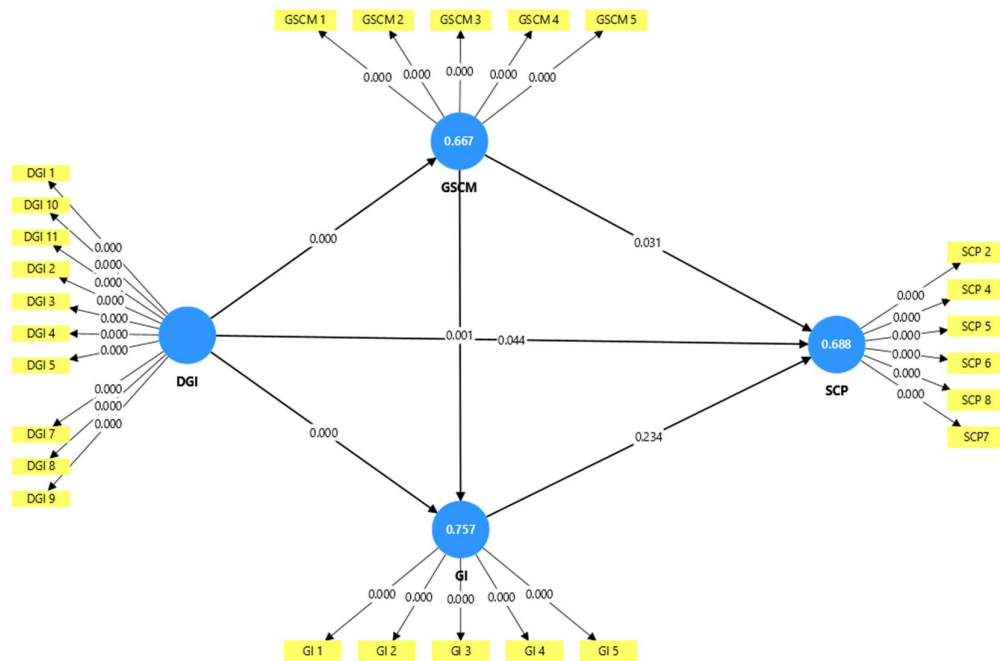 GSCM 1
GSCM 2
GSCM 3
GSCM 4
GSCM 5
0.000
0.000
0.000
0.000
0.000
0.667
GSCM
DGI 1
DGI 10
DGI 11
DGI 2
DGI 3
DGI 4
DGI 5
DGI 7
DGI 8
DGI 9
0.000
0.000
0.000
0.000
0.000
0.000
0.000
0.000
0.000
0.000
DGI
0.000
0.031
0.001
0.044
0.000
0.234
0.688
SCP
0.000
0.000
0.000
0.000
0.000
0.000
SCP 2
SCP 4
SCP 5
SCP 6
SCP 8
SCP7
0.757
GI
0.000
0.000
0.000
0.000
0.000
GI 1
GI 2
GI 3
GI 4
GI 5